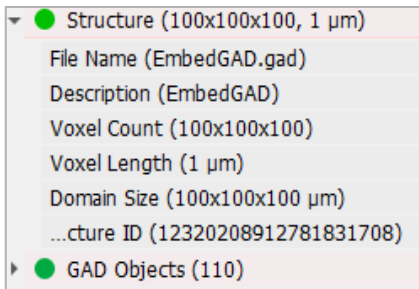 Structure (100x100x100, 1 µm)
File Name (EmbedGAD.gad)
Description (EmbedGAD)
Voxel Count (100x100x100)
Voxel Length (1 µm)
Domain Size (100x100x100 µm)
...cture ID (12320208912781831708)
GAD Objects (110)